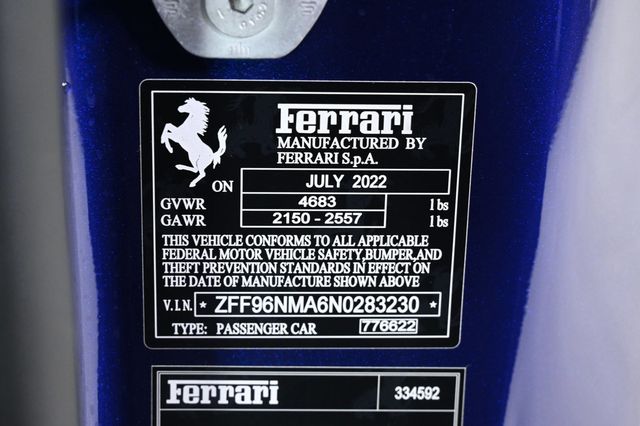 Ferrari
MANUFACTURED BY
FERRARI S.p.A.
ON JULY 2022
GVWR 4683 lbs
GAWR 2150 - 2557 lbs
THIS VEHICLE CONFORMS TO ALL APPLICABLE
FEDERAL MOTOR VEHICLE SAFETY,BUMPER,AND
THEFT PREVENTION STANDARDS IN EFFECT ON
THE DATE OF MANUFACTURE SHOWN ABOVE
V.I.N. * ZFF96NMA6N0283230 *
TYPE: PASSENGER CAR 776622
Ferrari 334592